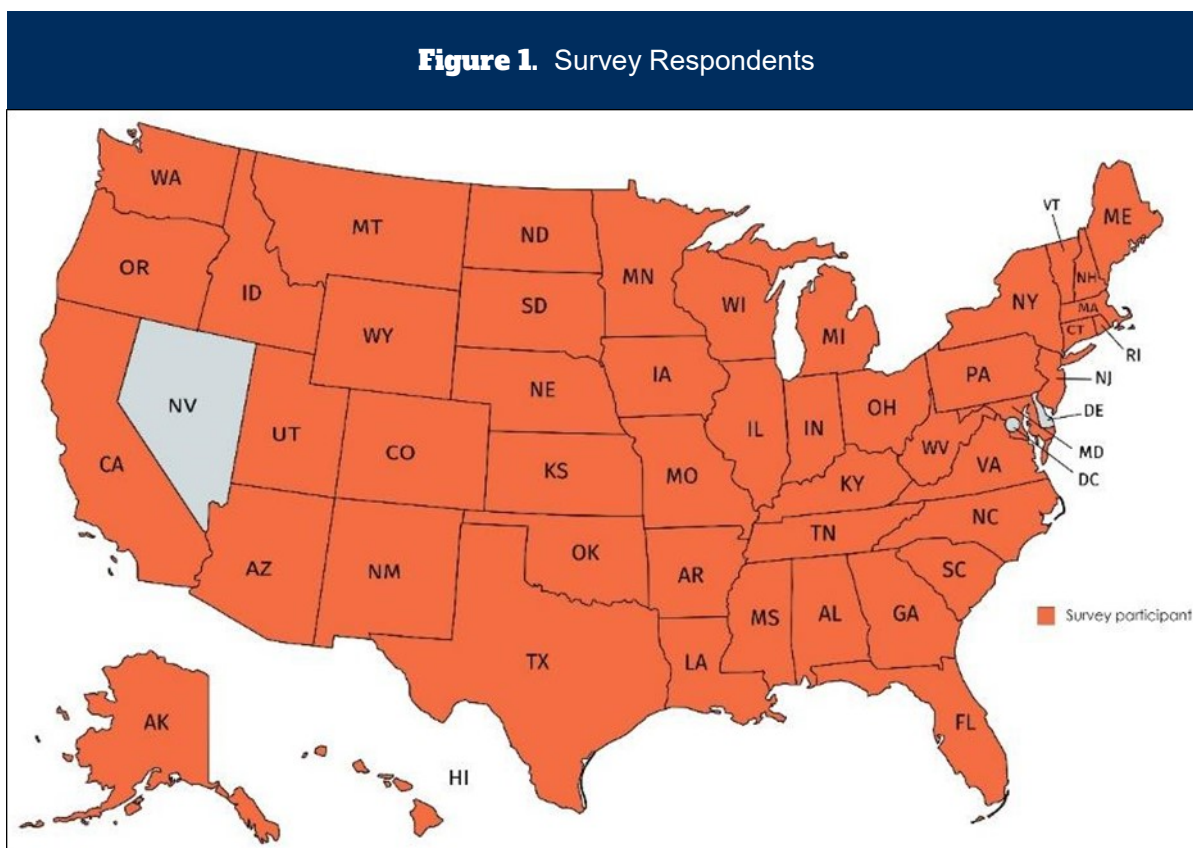 Figure 1. Survey Respondents
WA
MT
ND
MN
VT
ME
OR
ID
SD
WI
MI
NY
NH
MA
CT
RI
WY
IA
PA
NJ
NV
NE
OH
DE
UT
CO
IL
IN
WV
MD
CA
KS
MO
KY
VA
DC
NC
TN
AZ
NM
OK
AR
SC
MS
AL
GA
Survey participant
TX
LA
AK
FL
HI